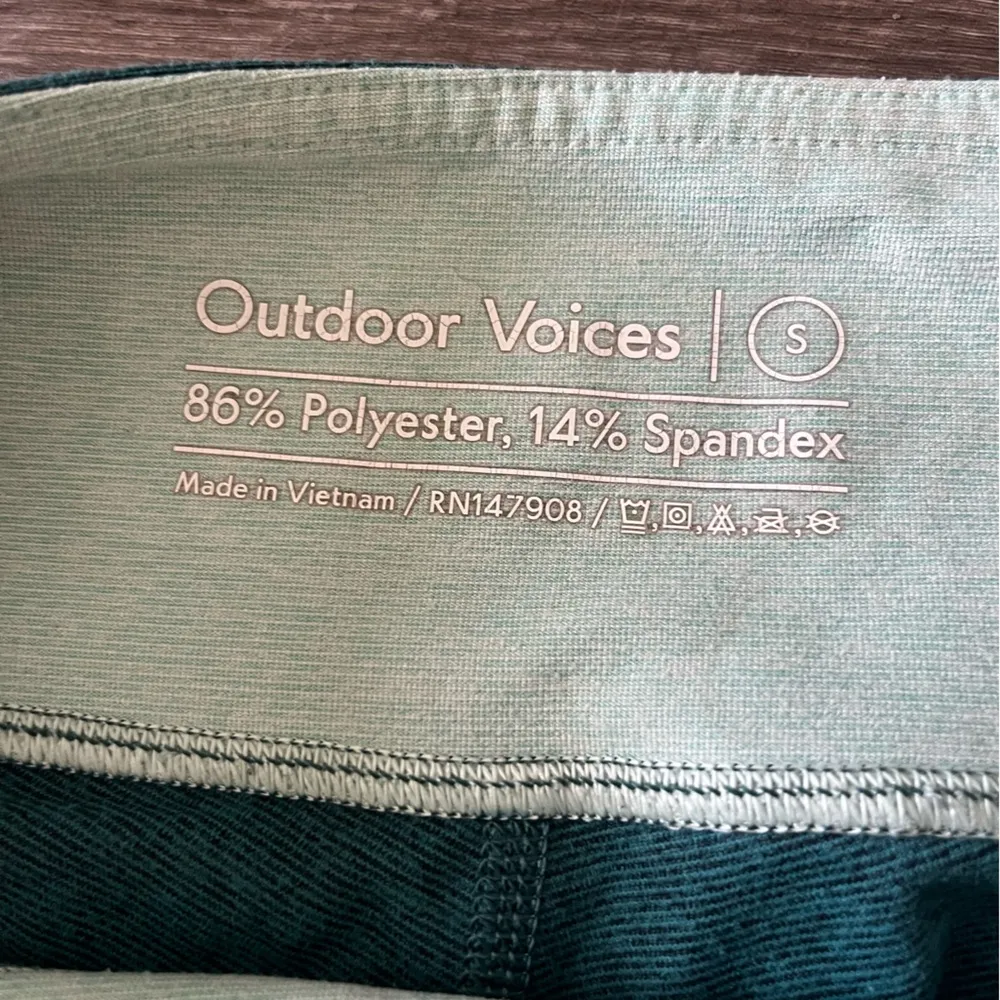 Outdoor Voices | S
86% Polyester, 14% Spandex
Made in Vietnam / RN147908 /